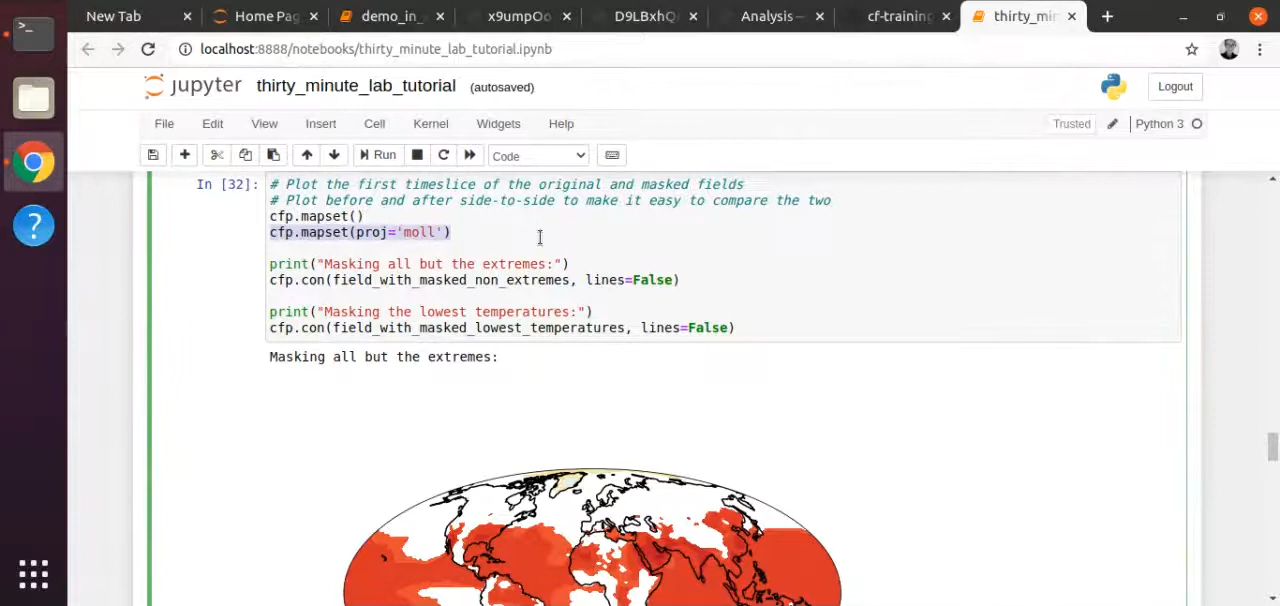 New Tab
Home Pag
demo_in_
x9umpOo
D9LBxhQ
Analysis –
cf-training
thirty_min
localhost:8888/notebooks/thirty_minute_lab_tutorial.ipynb
jupyter thirty_minute_lab_tutorial (autosaved)
Logout
File Edit View Insert Cell Kernel Widgets Help
Trusted
Python 3
Run
Code
In [32]:
# Plot the first timeslice of the original and masked fields
# Plot before and after side-to-side to make it easy to compare the two
cfp.mapset()
cfp.mapset(proj='moll')
print("Masking all but the extremes:")
cfp.con(field_with_masked_non_extremes, lines=False)
print("Masking the lowest temperatures:")
cfp.con(field_with_masked_lowest_temperatures, lines=False)
Masking all but the extremes: